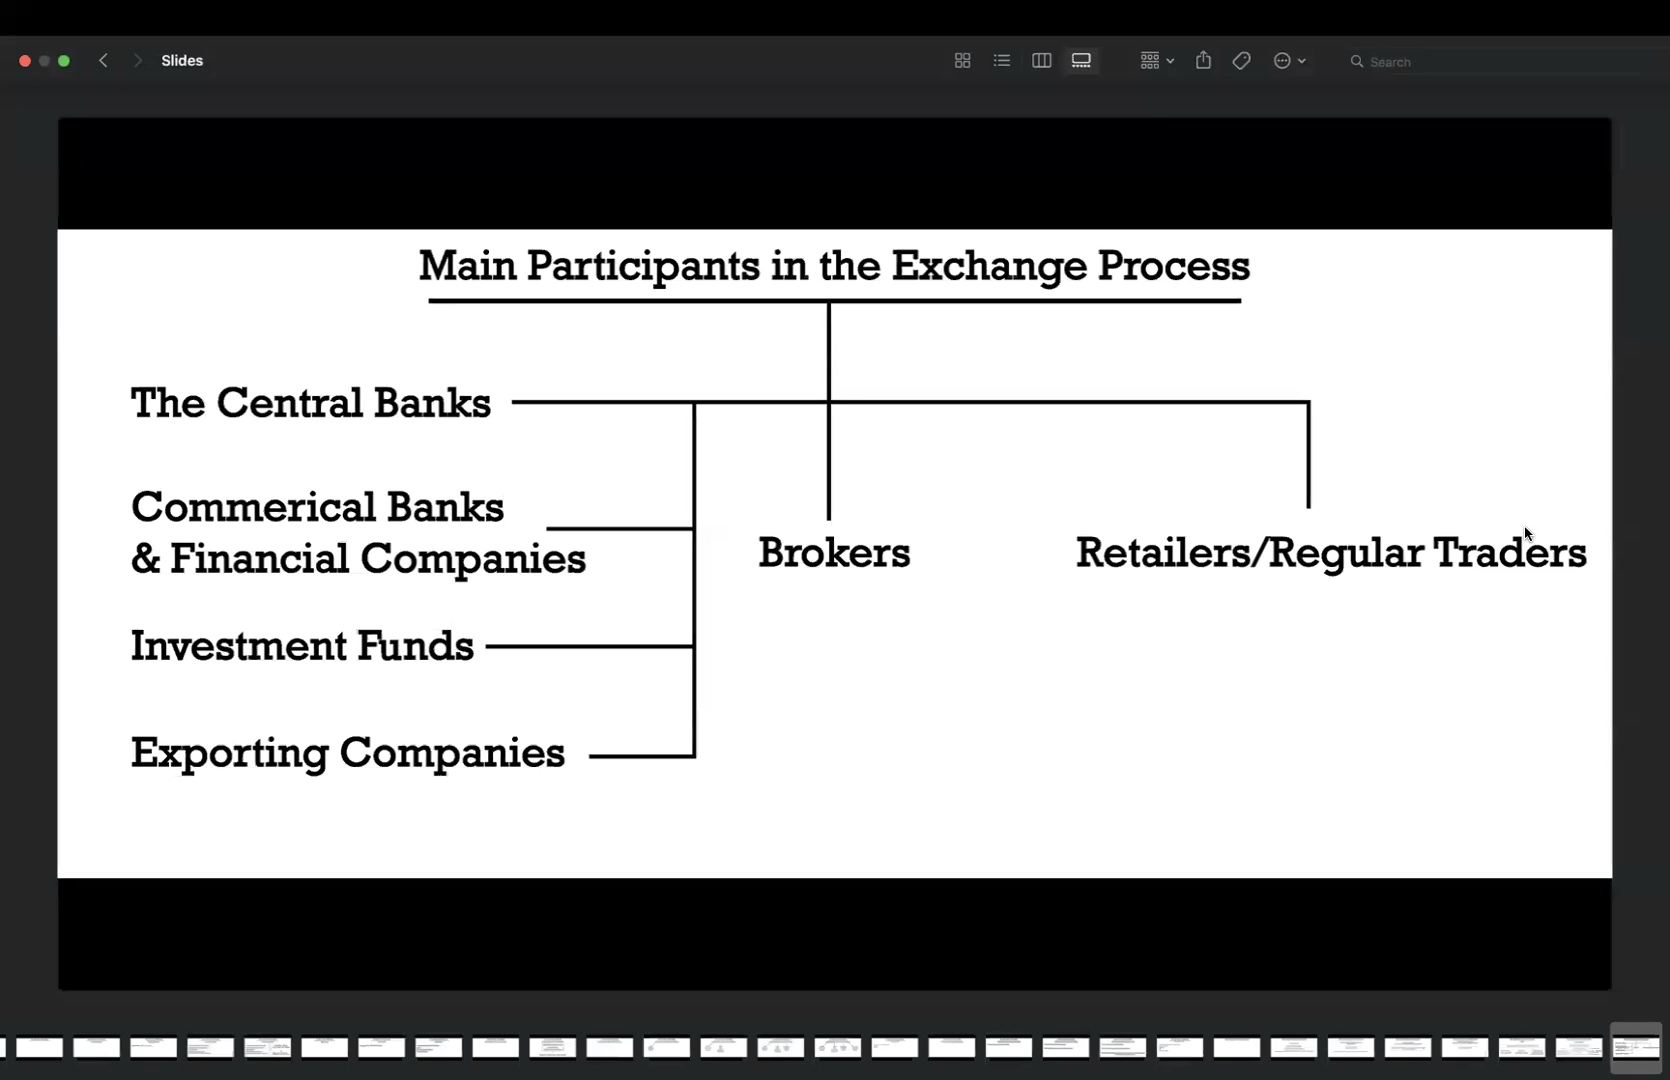 Slides
Search
Main Participants in the Exchange Process
The Central Banks
Commerical Banks
& Financial Companies
Brokers
Retailers/Regular Traders
Investment Funds
Exporting Companies